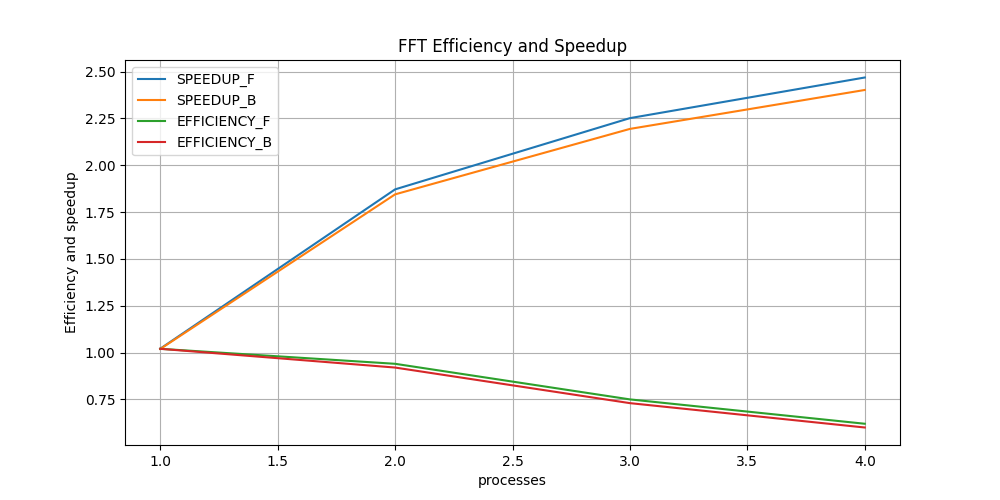 FFT Efficiency and Speedup
SPEEDUP_F
SPEEDUP_B
EFFICIENCY_F
EFFICIENCY_B
Efficiency and speedup
2.50
2.25
2.00
1.75
1.50
1.25
1.00
0.75
1.0 1.5 2.0 2.5 3.0 3.5 4.0
processes